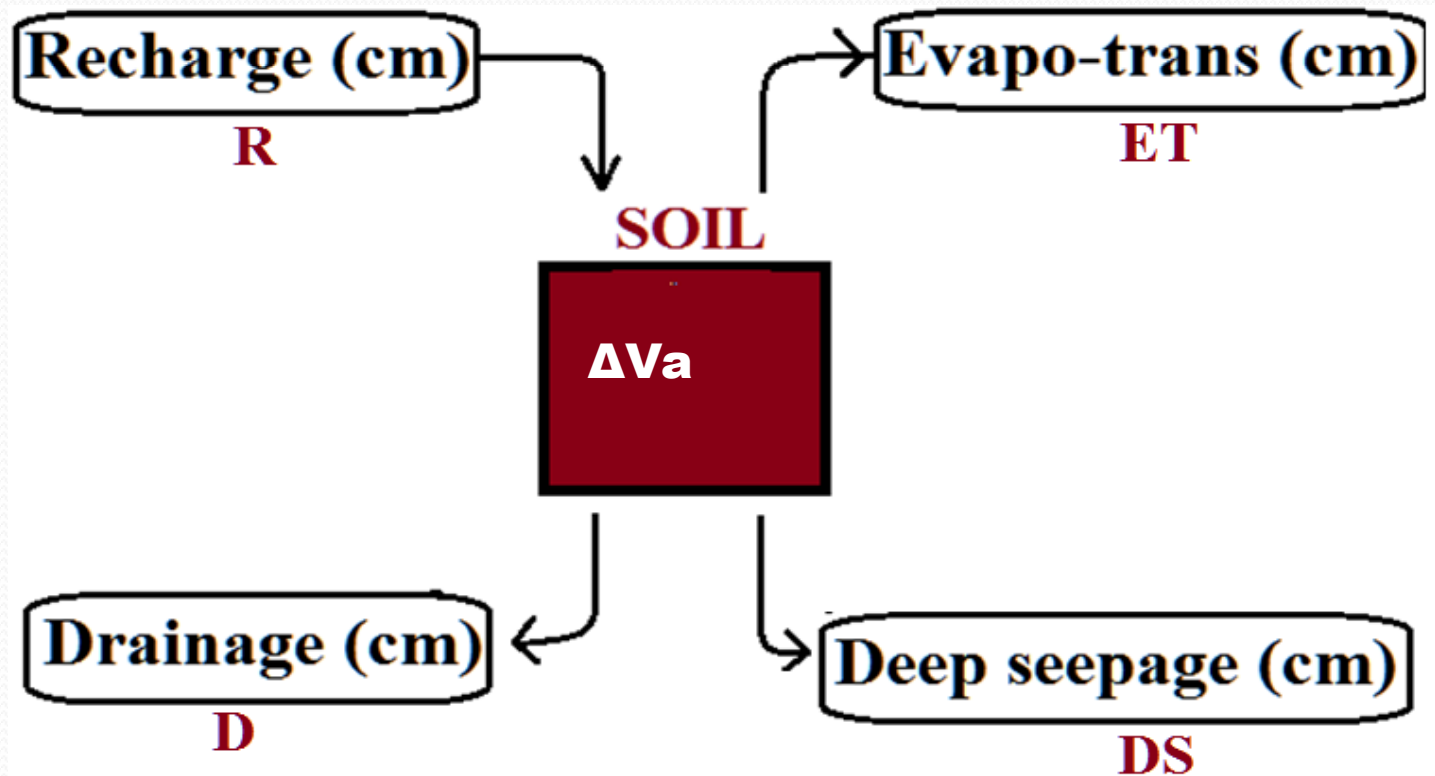 Recharge (cm)
R
Evapo-trans (cm)
ET
SOIL
ΔVa
Drainage (cm)
D
Deep seepage (cm)
DS